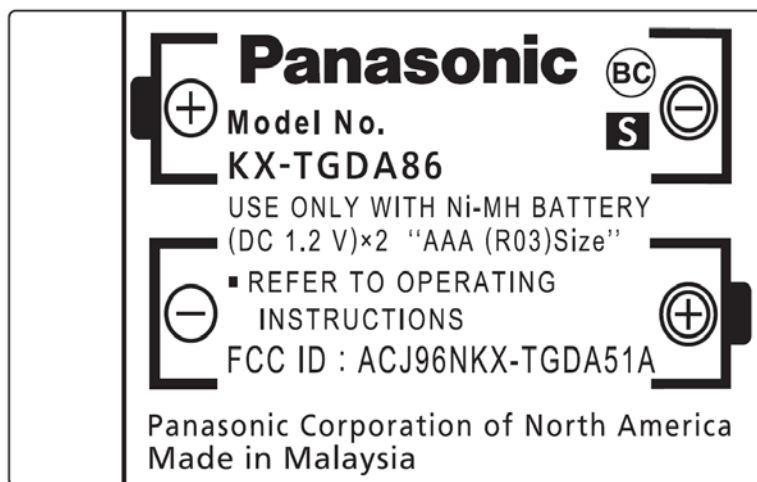 Panasonic
BC
Model No.
S
KX-TGDA86
USE ONLY WITH Ni-MH BATTERY
(DC 1.2 V)×2 “AAA (R03)Size”
▪ REFER TO OPERATING
INSTRUCTIONS
FCC ID : ACJ96NKX-TGDA51A
Panasonic Corporation of North America
Made in Malaysia